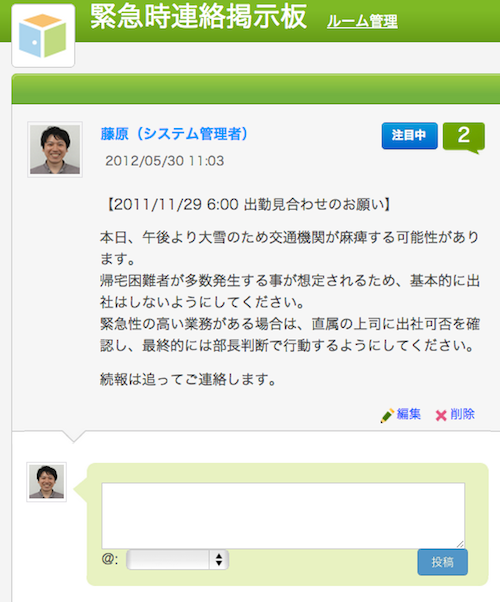 緊急時連絡掲示板 ルーム管理
藤原（システム管理者）
注目中
2
2012/05/30 11:03
【2011/11/29 6:00 出勤見合わせのお願い】
本日、午後より大雪のため交通機関が麻痺する可能性があり
ます。
帰宅困難者が多数発生する事が想定されるため、基本的に出
社はしないようにしてください。
緊急性の高い業務がある場合は、直属の上司に出社可否を確
認し、最終的には部長判断で行動するようにしてください。
続報は追ってご連絡します。
編集 削除
@:
投稿